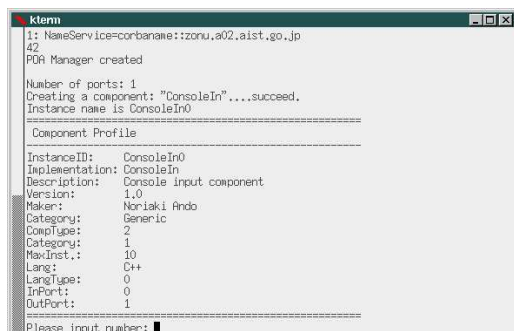 kterm
1: NameService=corbaname::zonu.a02.aist.go.jp
42
POA Manager created
Number of ports: 1
Creating a component: "ConsoleIn"....succeed.
Instance name is ConsoleIn0
==================================================
Component Profile
--------------------------------------------------
InstanceID: ConsoleIn0
Implementation: ConsoleIn
Description: Console input component
Version: 1.0
Maker: Noriaki Ando
Category: Generic
CompType: 2
Category: 1
MaxInst.: 10
Lang: C++
LangType: 0
InPort: 0
OutPort: 1
==================================================
Please input number: